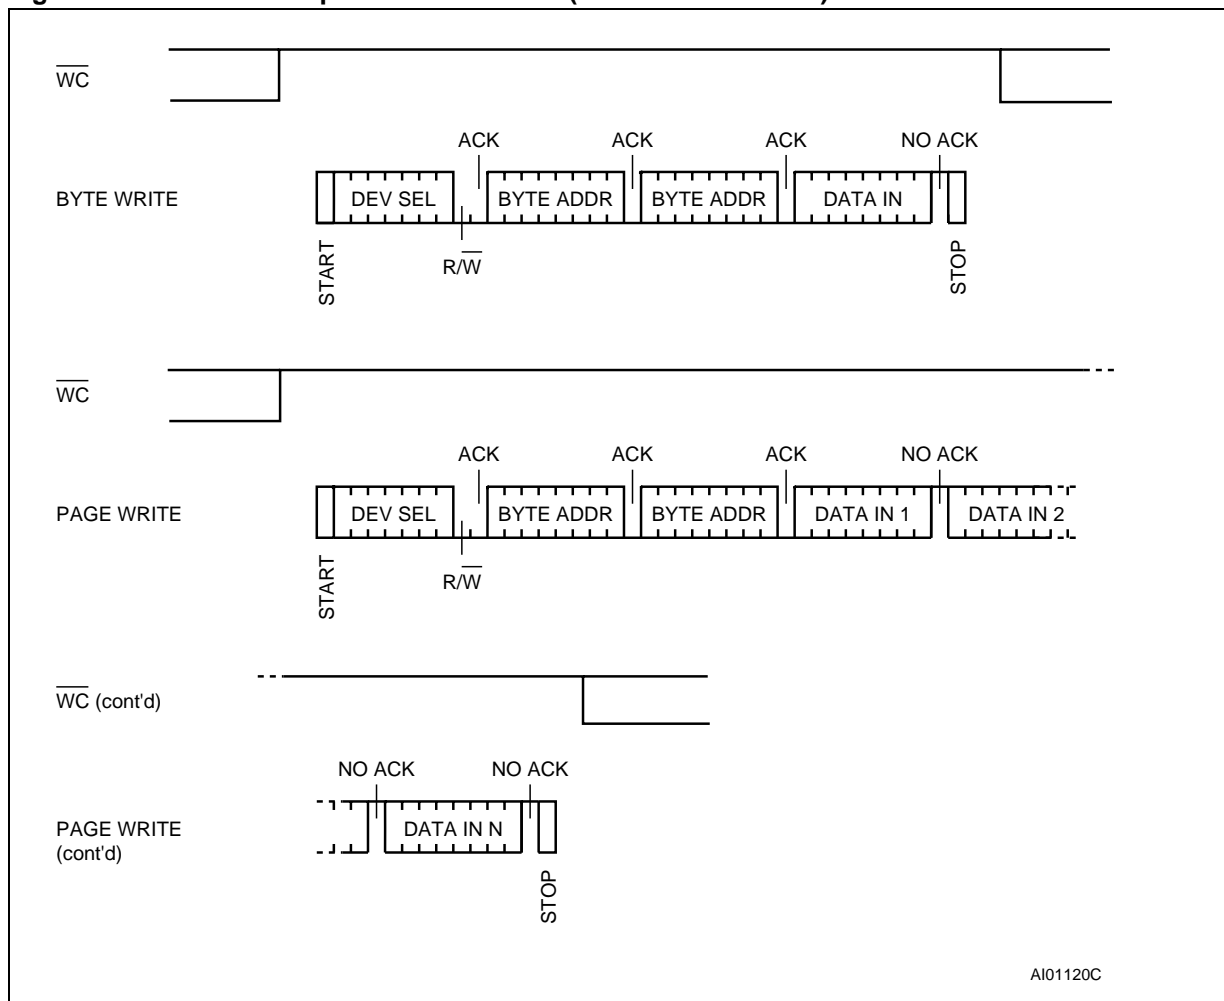 WC
ACK ACK ACK NO ACK
BYTE WRITE DEV SEL BYTE ADDR BYTE ADDR DATA IN
R/W
START STOP
WC
ACK ACK ACK NO ACK
PAGE WRITE DEV SEL BYTE ADDR BYTE ADDR DATA IN 1 DATA IN 2
R/W
START
WC (cont'd)
NO ACK NO ACK
PAGE WRITE DATA IN N
(cont'd)
STOP
AI01120C